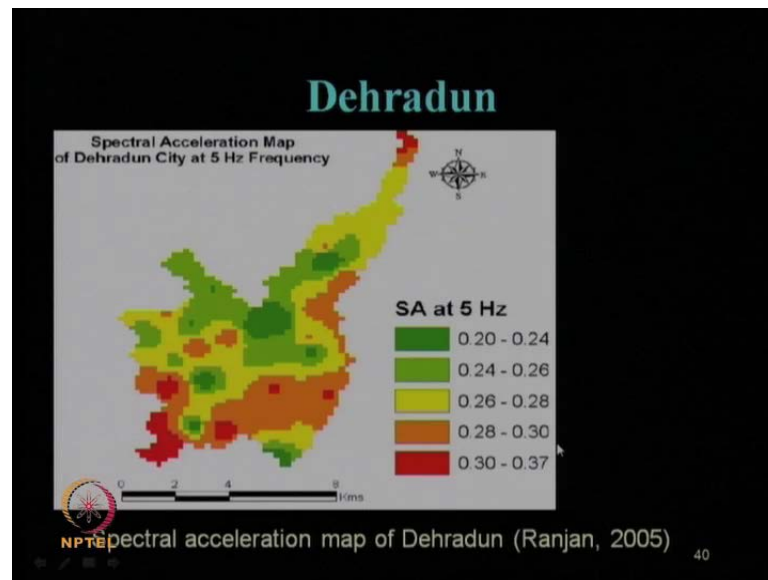 Dehradun
Spectral Acceleration Map
of Dehradun City at 5 Hz Frequency
N
W E
S
SA at 5 Hz
0.20 - 0.24
0.24 - 0.26
0.26 - 0.28
0.28 - 0.30
0.30 - 0.37
0 2 4 8
Kms
NPTEL
Spectral acceleration map of Dehradun (Ranjan, 2005)
40